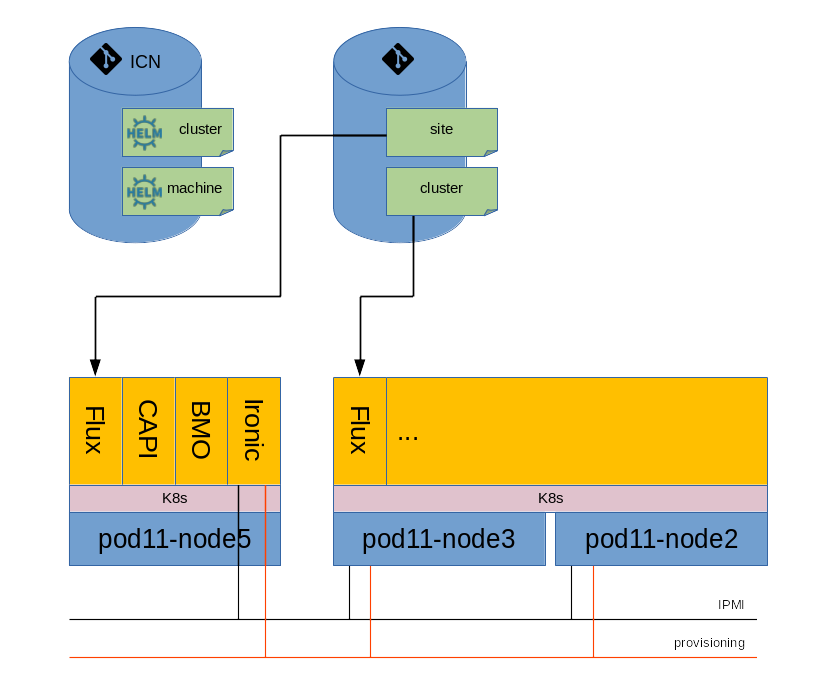 ICN
HELM
cluster
HELM
machine
site
cluster
Flux
CAPI
BMO
Ironic
Flux
...
K8s
K8s
pod11-node5
pod11-node3
pod11-node2
IPMI
provisioning